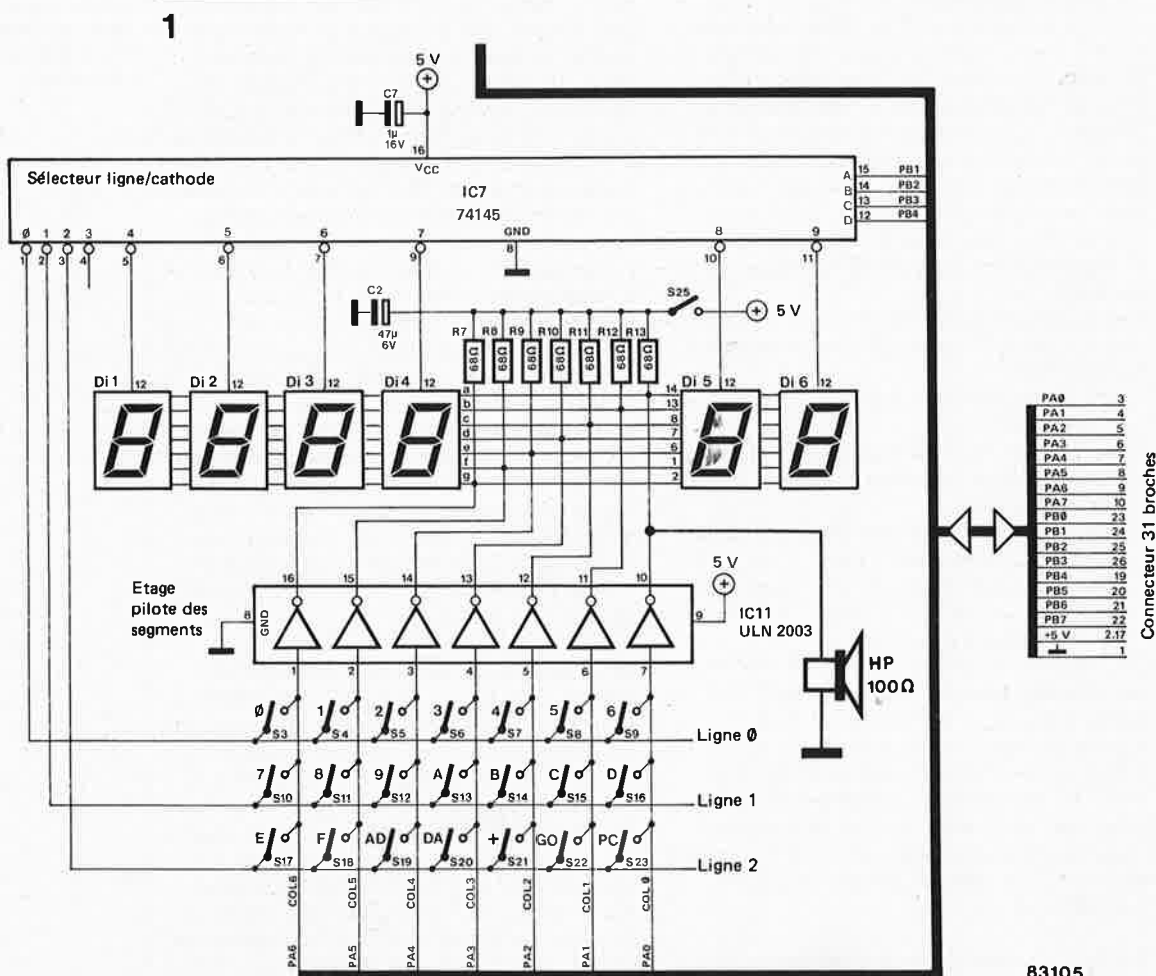 1
5 V
C7
1µ
16V
16
VCC
Sélecteur ligne/cathode
IC7
74145
A 15 PB1
B 14 PB2
C 13 PB3
D 12 PB4
Ø 1 2 3 4 5 6 7 GND 8 9
1 2 3 4 5 6 7 9 8 10 11
C2
47µ
6V
S25
5 V
R7 R8 R9 R10 R11 R12 R13
68Ω 68Ω 68Ω 68Ω 68Ω 68Ω 68Ω
Di 1 12 Di 2 12 Di 3 12 Di 4 12 Di 5 12 Di 6 12
a 14
b 13
c 8
d 7
e 6
f 1
g 2
PA0 3
PA1 4
PA2 5
PA3 6
PA4 7
PA5 8
PA6 9
PA7 10
PB0 23
PB1 24
PB2 25
PB3 26
PB4 19
PB5 20
PB6 21
PB7 22
+5 V 2.17
1
Connecteur 31 broches
Etage
pilote des
segments
16 15 14 13 12 11 10
5 V
8 GND
9
IC11
ULN 2003
1 2 3 4 5 6 7
HP
100Ω
Ø 1 2 3 4 5 6
S3 S4 S5 S6 S7 S8 S9 Ligne Ø
7 8 9 A B C D
S10 S11 S12 S13 S14 S15 S16 Ligne 1
E F AD DA + GO PC
S17 S18 S19 S20 S21 S22 S23 Ligne 2
COL6 COL5 COL4 COL3 COL2 COL1 COL0
PA6 PA5 PA4 PA3 PA2 PA1 PA0
83105